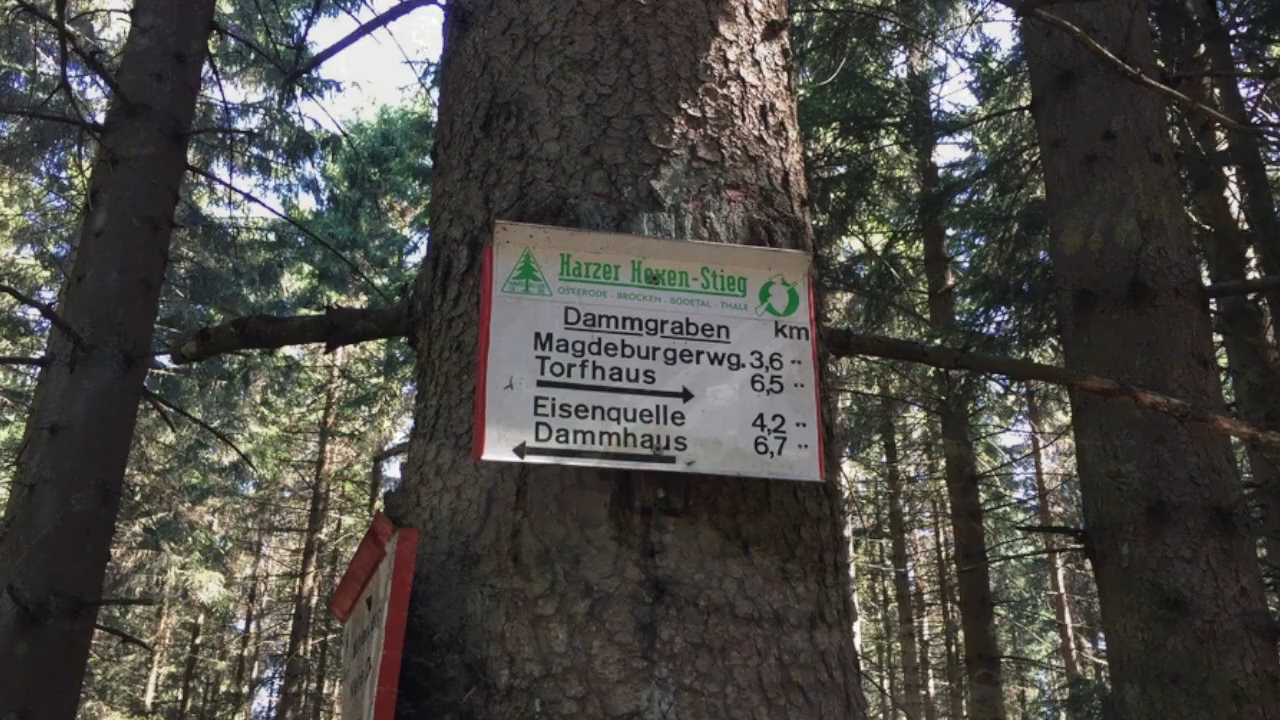 Harzer Hexen-Stieg
OSTERODE - BROCKEN - BODETAL - THALE
Dammgraben km
Magdeburgerwg. 3,6 "
Torfhaus 6,5 "
Eisenquelle 4,2 "
Dammhaus 6,7 "